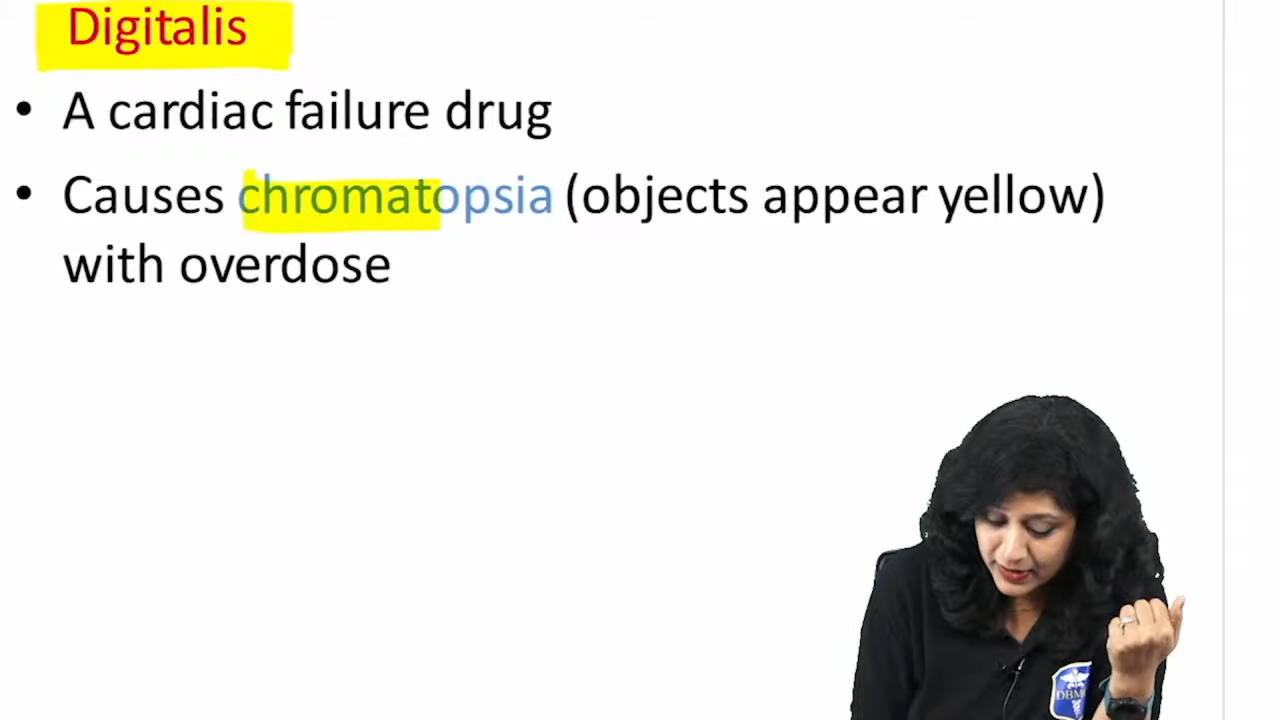 Digitalis
• A cardiac failure drug
• Causes chromatopsia (objects appear yellow)
with overdose